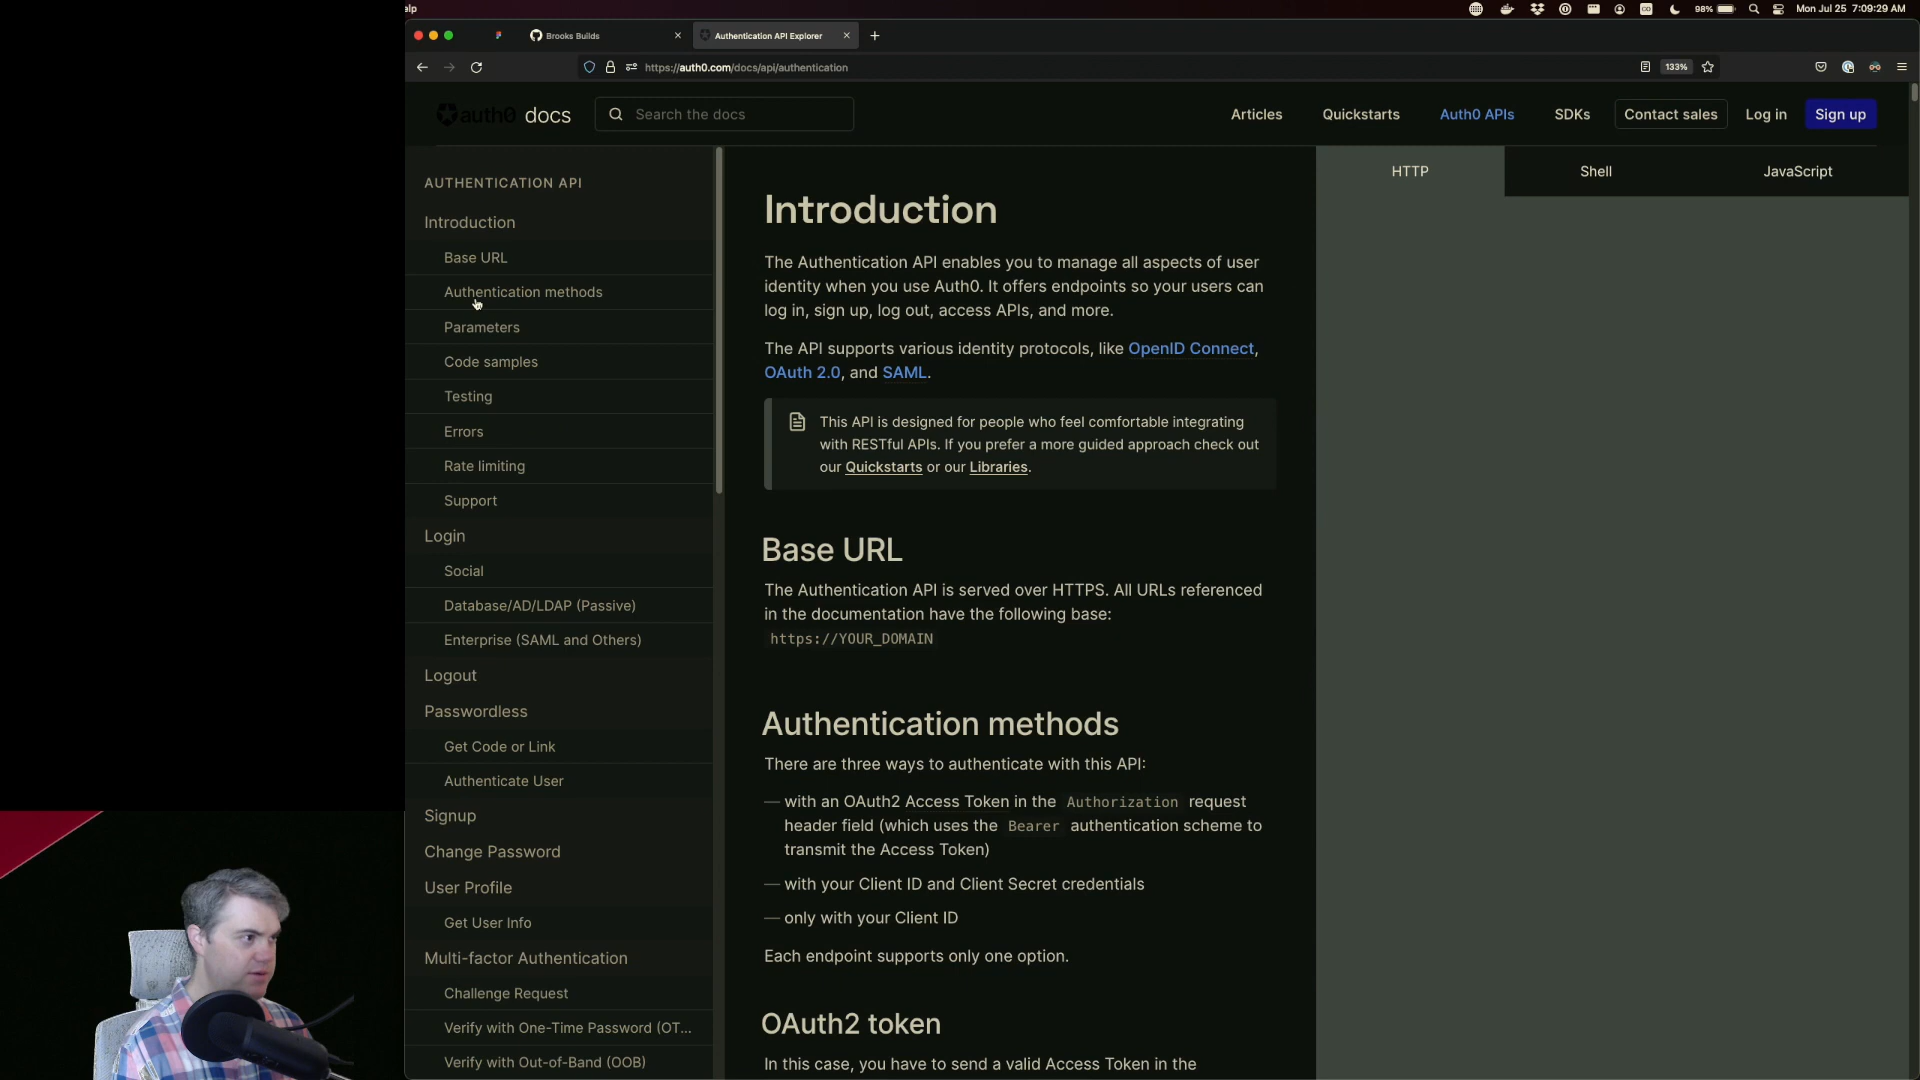 elp
98%
Mon Jul 25 7:09:29 AM
Brooks Builds
Authentication API Explorer
https://auth0.com/docs/api/authentication
133%
auth0 docs
Search the docs
Articles
Quickstarts
Auth0 APIs
SDKs
Contact sales
Log in
Sign up
AUTHENTICATION API
Introduction
Base URL
Authentication methods
Parameters
Code samples
Testing
Errors
Rate limiting
Support
Login
Social
Database/AD/LDAP (Passive)
Enterprise (SAML and Others)
Logout
Passwordless
Get Code or Link
Authenticate User
Signup
Change Password
User Profile
Get User Info
Multi-factor Authentication
Challenge Request
Verify with One-Time Password (OT...
Verify with Out-of-Band (OOB)
Introduction
The Authentication API enables you to manage all aspects of user
identity when you use Auth0. It offers endpoints so your users can
log in, sign up, log out, access APIs, and more.
The API supports various identity protocols, like OpenID Connect,
OAuth 2.0, and SAML.
This API is designed for people who feel comfortable integrating
with RESTful APIs. If you prefer a more guided approach check out
our Quickstarts or our Libraries.
Base URL
The Authentication API is served over HTTPS. All URLs referenced
in the documentation have the following base:
https://YOUR_DOMAIN
Authentication methods
There are three ways to authenticate with this API:
— with an OAuth2 Access Token in the Authorization request
header field (which uses the Bearer authentication scheme to
transmit the Access Token)
— with your Client ID and Client Secret credentials
— only with your Client ID
Each endpoint supports only one option.
OAuth2 token
In this case, you have to send a valid Access Token in the
HTTP
Shell
JavaScript